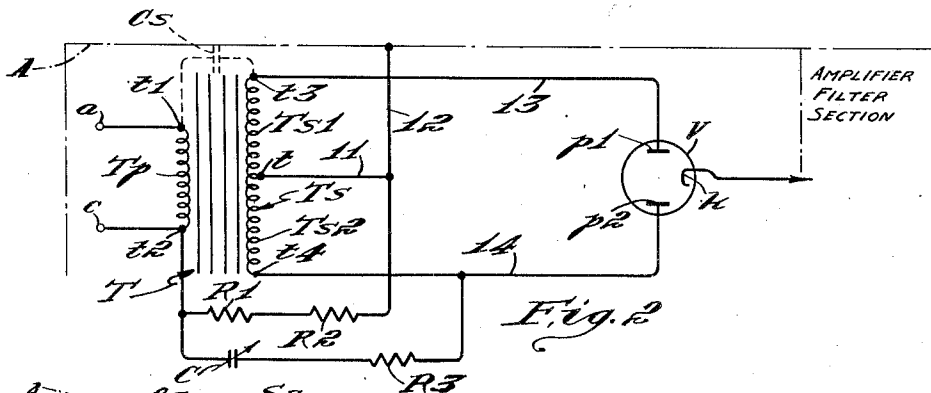 Cs
A
t1
t3
13
AMPLIFIER
FILTER
SECTION
a
12
Ts1
V
p1
Tp
t
11
k
c
Ts
p2
Ts2
t2
t4
14
T
R1
R2
Fig. 2
C
R3
A